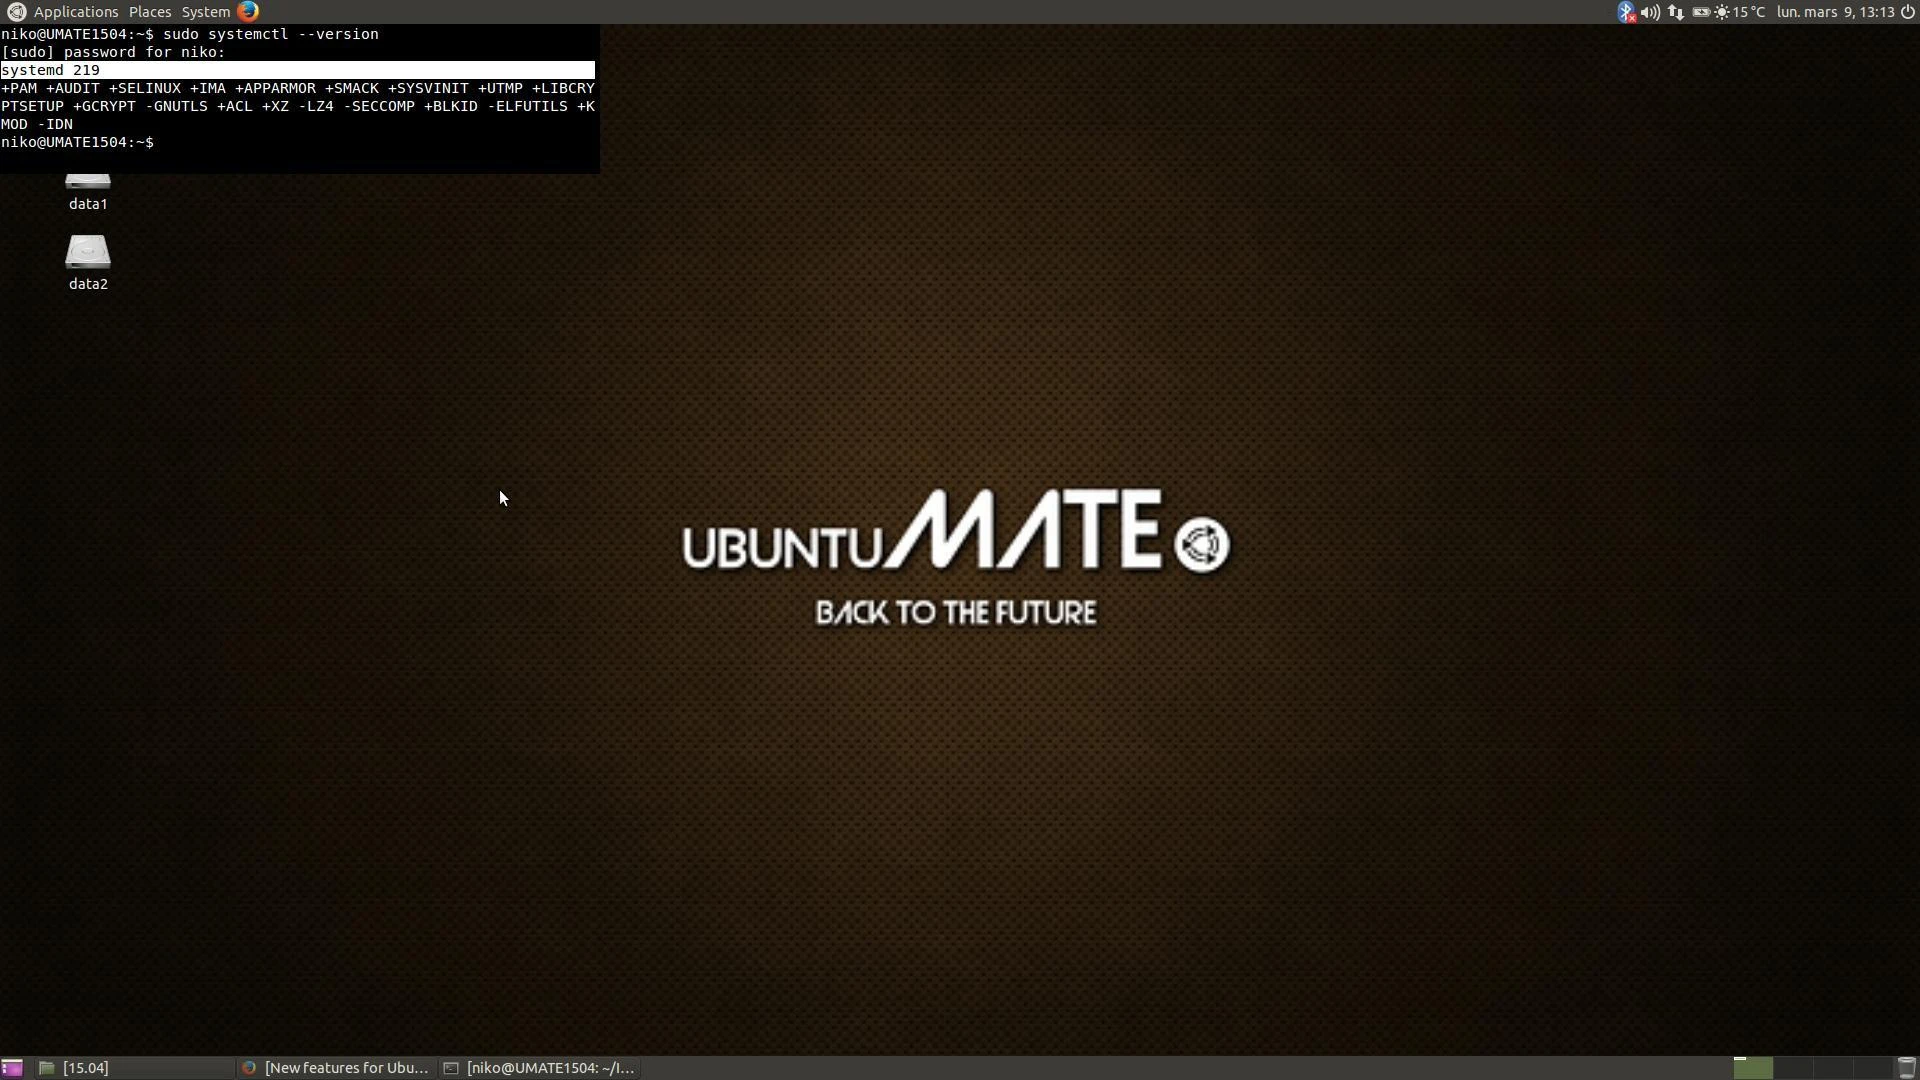 Applications Places System 15 °C lun. mars 9, 13:13
niko@UMATE1504:~$ sudo systemctl --version
[sudo] password for niko:
systemd 219
+PAM +AUDIT +SELINUX +IMA +APPARMOR +SMACK +SYSVINIT +UTMP +LIBCRY
PTSETUP +GCRYPT -GNUTLS +ACL +XZ -LZ4 -SECCOMP +BLKID -ELFUTILS +K
MOD -IDN
niko@UMATE1504:~$
data1
data2
UBUNTU MATE
BACK TO THE FUTURE
[15.04] [New features for Ubu... [niko@UMATE1504: ~/I...